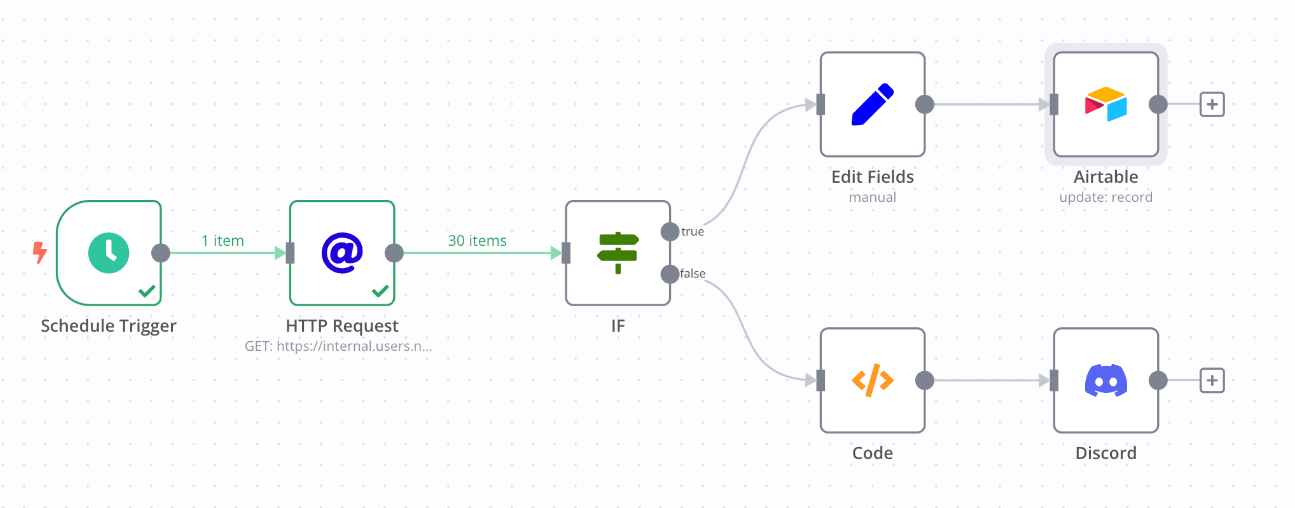 1 item
30 items
Schedule Trigger
HTTP Request
GET: https://internal.users.n...
IF
true
false
Edit Fields
manual
Airtable
update: record
Code
Discord